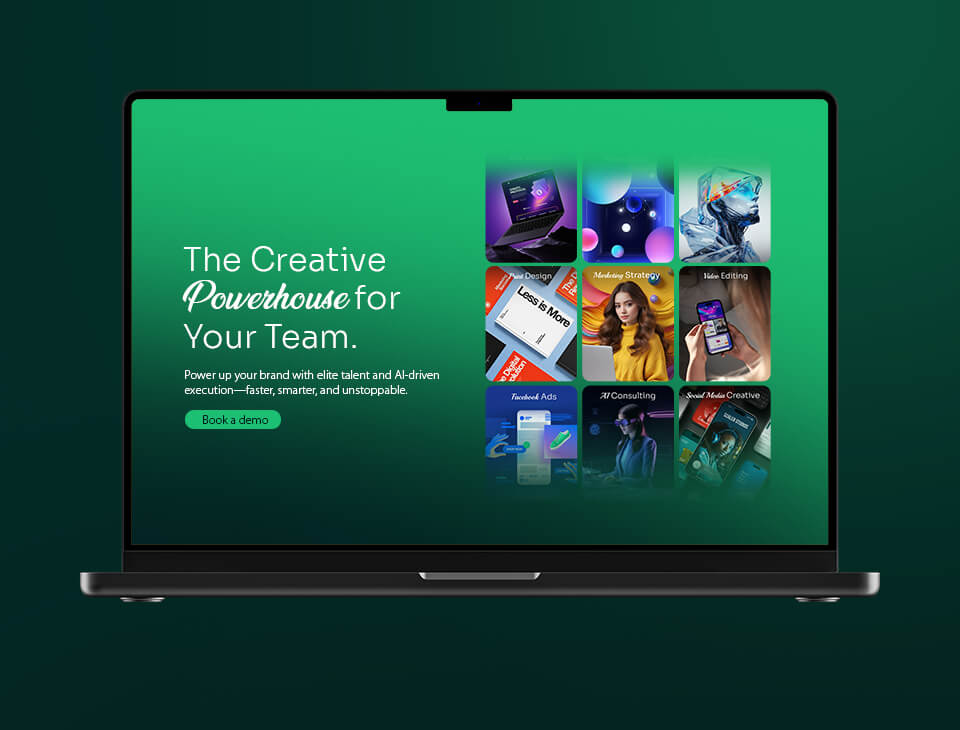 The Creative
Powerhouse for
Your Team.
Power up your brand with elite talent and AI-driven
execution—faster, smarter, and unstoppable.
Book a demo
Print Design
Marketing Strategy
Video Editing
Less is More
The Digital
Facebook Ads
AI Consulting
Social Media Creative